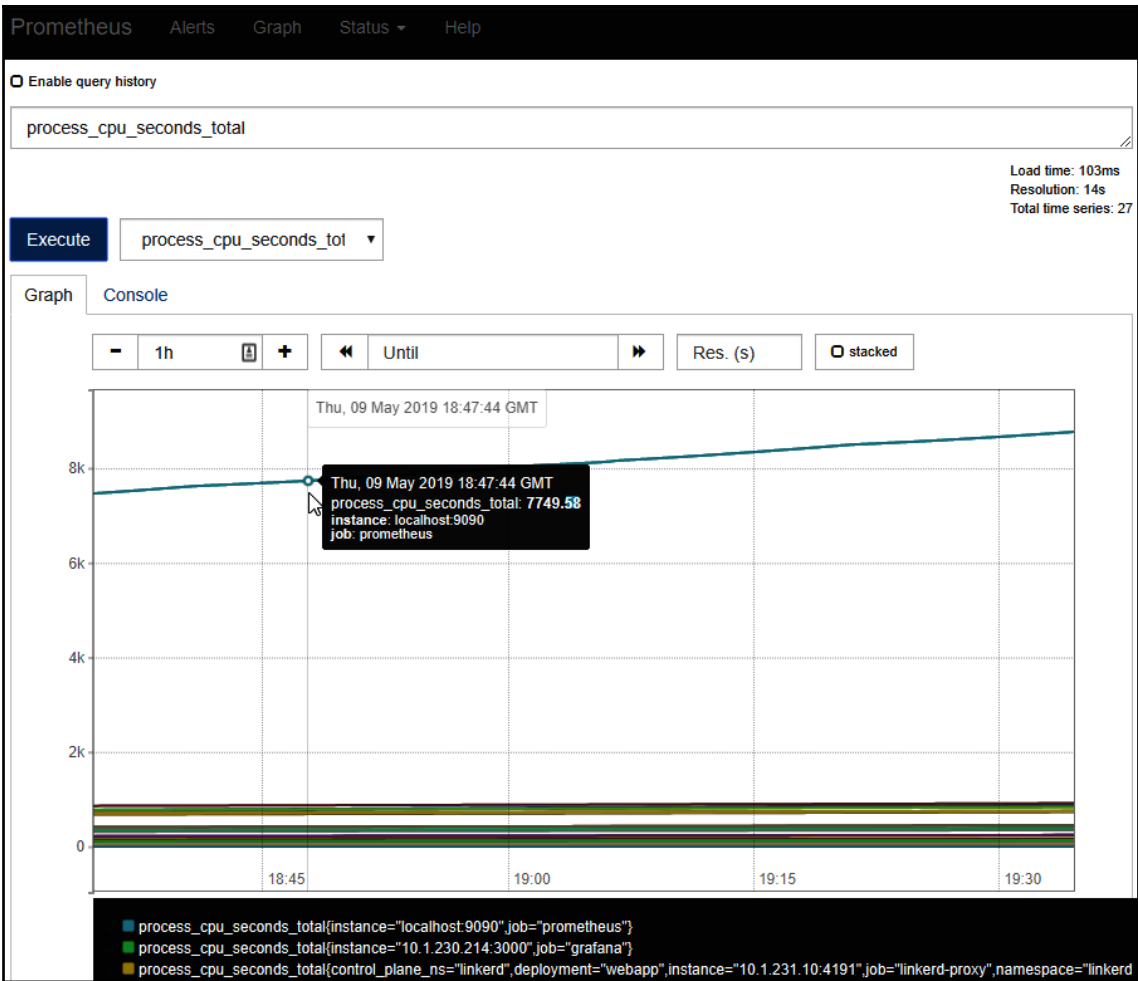 Prometheus Alerts Graph Status Help
Enable query history
process_cpu_seconds_total
Load time: 103ms
Resolution: 14s
Total time series: 27
Execute process_cpu_seconds_tot
Graph Console
1h Until Res. (s) stacked
Thu, 09 May 2019 18:47:44 GMT
8k
Thu, 09 May 2019 18:47:44 GMT
process_cpu_seconds_total: 7749.58
instance: localhost:9090
job: prometheus
6k
4k
2k
0
18:45 19:00 19:15 19:30
process_cpu_seconds_total{instance="localhost:9090",job="prometheus"}
process_cpu_seconds_total{instance="10.1.230.214:3000",job="grafana"}
process_cpu_seconds_total{control_plane_ns="linkerd",deployment="webapp",instance="10.1.231.10:4191",job="linkerd-proxy",namespace="linkerd